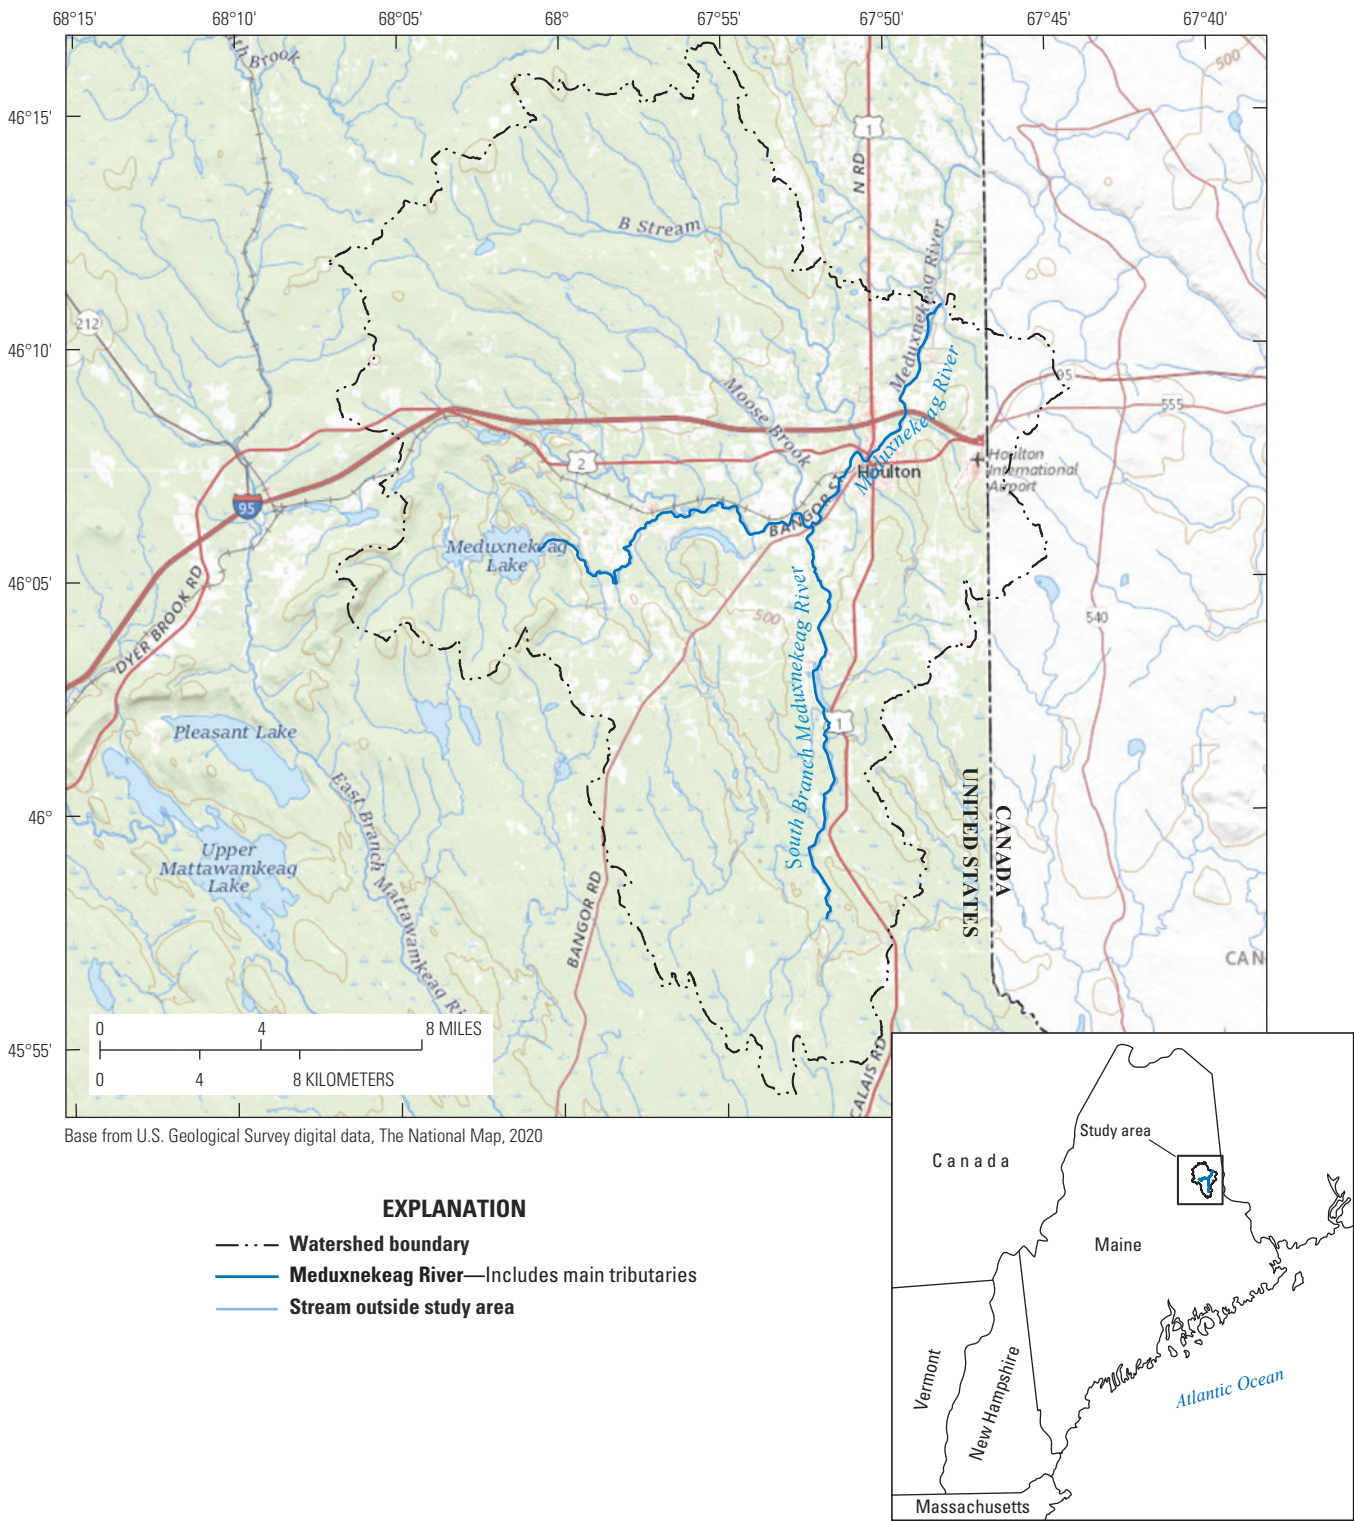 68°15'
68°10'
68°05'
68°
67°55'
67°50'
67°45'
67°40'
46°15'
46°10'
46°05'
46°
45°55'
Brook
500
1
N RD
B Stream
Meduxnekeag River
212
Meduxnekeag River
Moose Brook
95
555
2
Houlton
Houlton
International
Airport
95
BANGOR ST
Meduxnekeag
Lake
DYER BROOK RD
500
540
South Branch Meduxnekeag River
1
Pleasant Lake
UNITED STATES
CANADA
East Branch Mattawamkeag Ri
Upper
Mattawamkeag
Lake
BANGOR RD
CAN
CALAIS RD
0 4 8 MILES
0 4 8 KILOMETERS
Base from U.S. Geological Survey digital data, The National Map, 2020
EXPLANATION
Watershed boundary
Meduxnekeag River—Includes main tributaries
Stream outside study area
Study area
Canada
Maine
Vermont
New Hampshire
Atlantic Ocean
Massachusetts